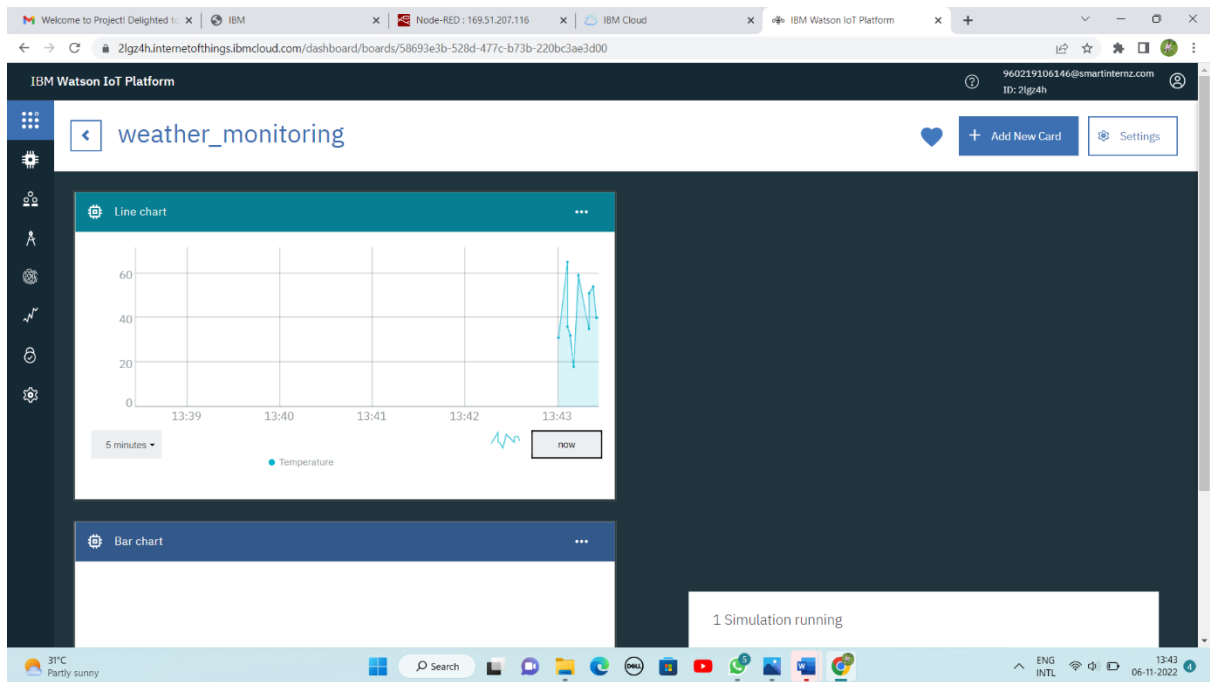 Welcome to Project! Delighted to
IBM
Node-RED : 169.51.207.116
IBM Cloud
IBM Watson IoT Platform
2lgz4h.internetofthings.ibmcloud.com/dashboard/boards/58693e3b-528d-477c-b73b-220bc3ae3d00
IBM Watson IoT Platform
960219106146@smartinternz.com
ID: 2lgz4h
weather_monitoring
+ Add New Card
Settings
Line chart
60
40
20
0
13:39 13:40 13:41 13:42 13:43
5 minutes
now
Temperature
Bar chart
1 Simulation running
31°C
Partly sunny
Search
DELL
5
ENG
INTL
13:43
06-11-2022
4